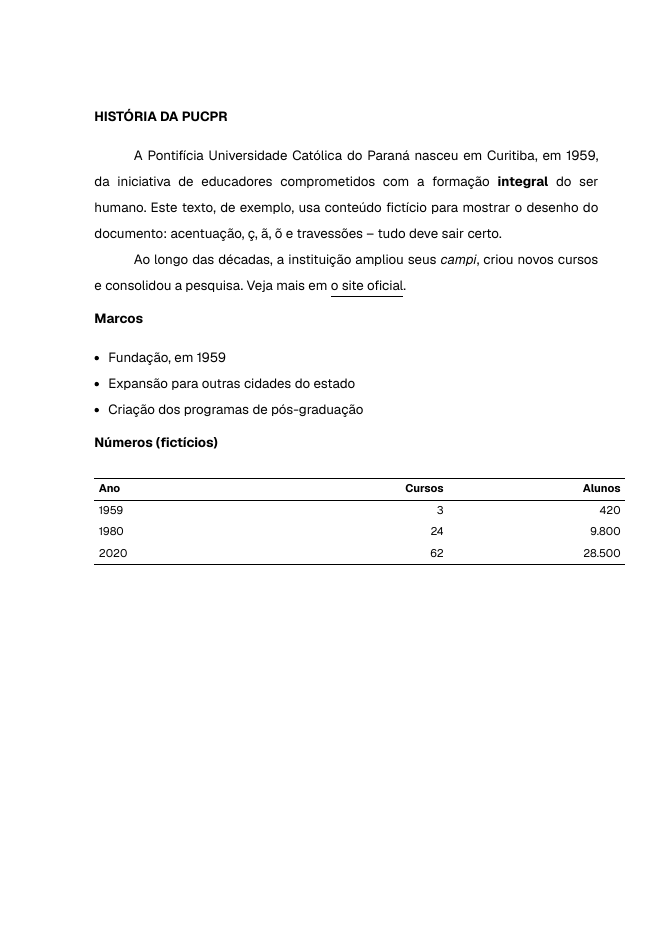 HISTÓRIA DA PUCPR
A Pontifícia Universidade Católica do Paraná nasceu em Curitiba, em 1959,
da iniciativa de educadores comprometidos com a formação integral do ser
humano. Este texto, de exemplo, usa conteúdo fictício para mostrar o desenho do
documento: acentuação, ç, ã, õ e travessões – tudo deve sair certo.
Ao longo das décadas, a instituição ampliou seus campi, criou novos cursos
e consolidou a pesquisa. Veja mais em o site oficial.
Marcos
• Fundação, em 1959
• Expansão para outras cidades do estado
• Criação dos programas de pós-graduação
Números (fictícios)
Ano Cursos Alunos
1959 3 420
1980 24 9.800
2020 62 28.500